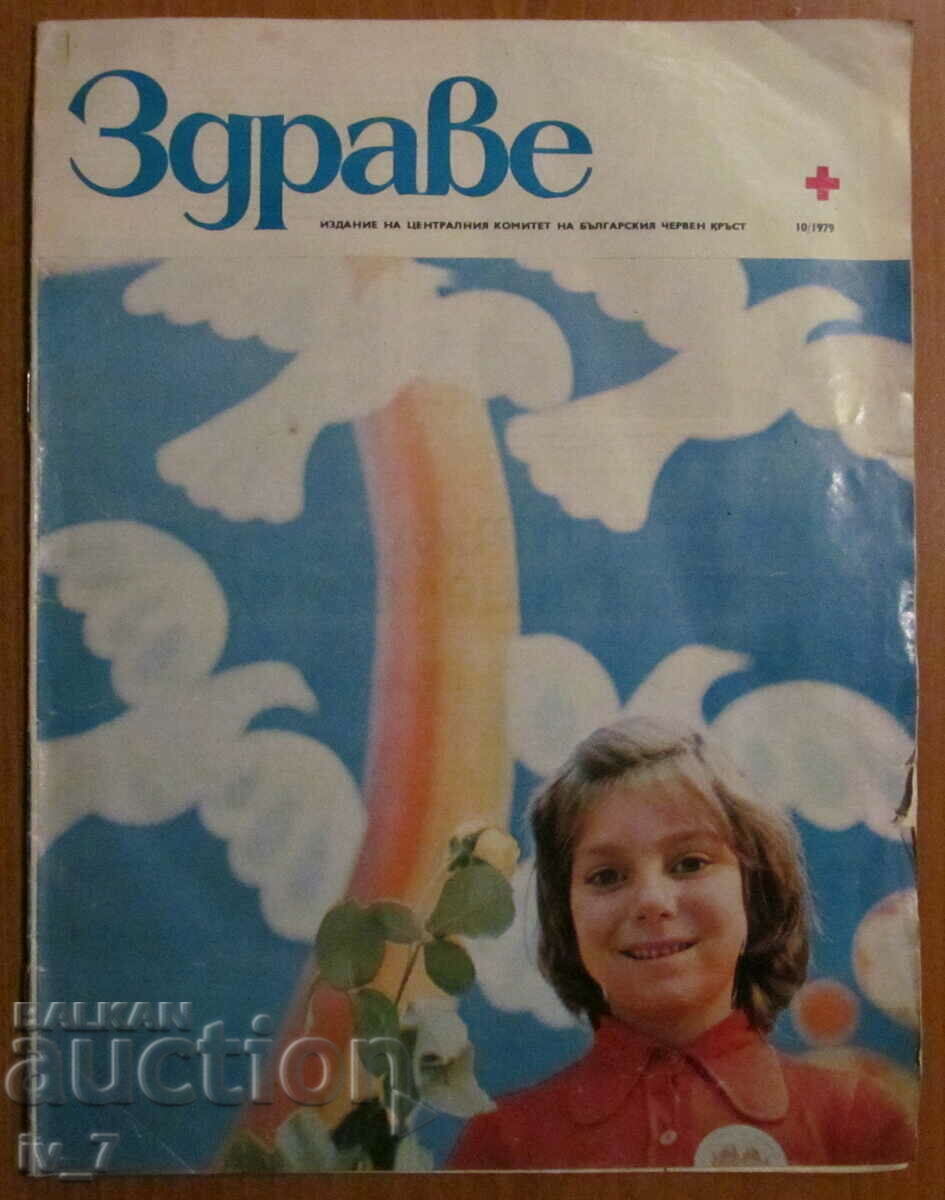 Здраве
ИЗДАНИЕ НА ЦЕНТРАЛНИЯ КОМИТЕТ НА БЪЛГАРСКИЯ ЧЕРВЕН КРЪСТ 10/1979
BALKAN
auction
iv_7